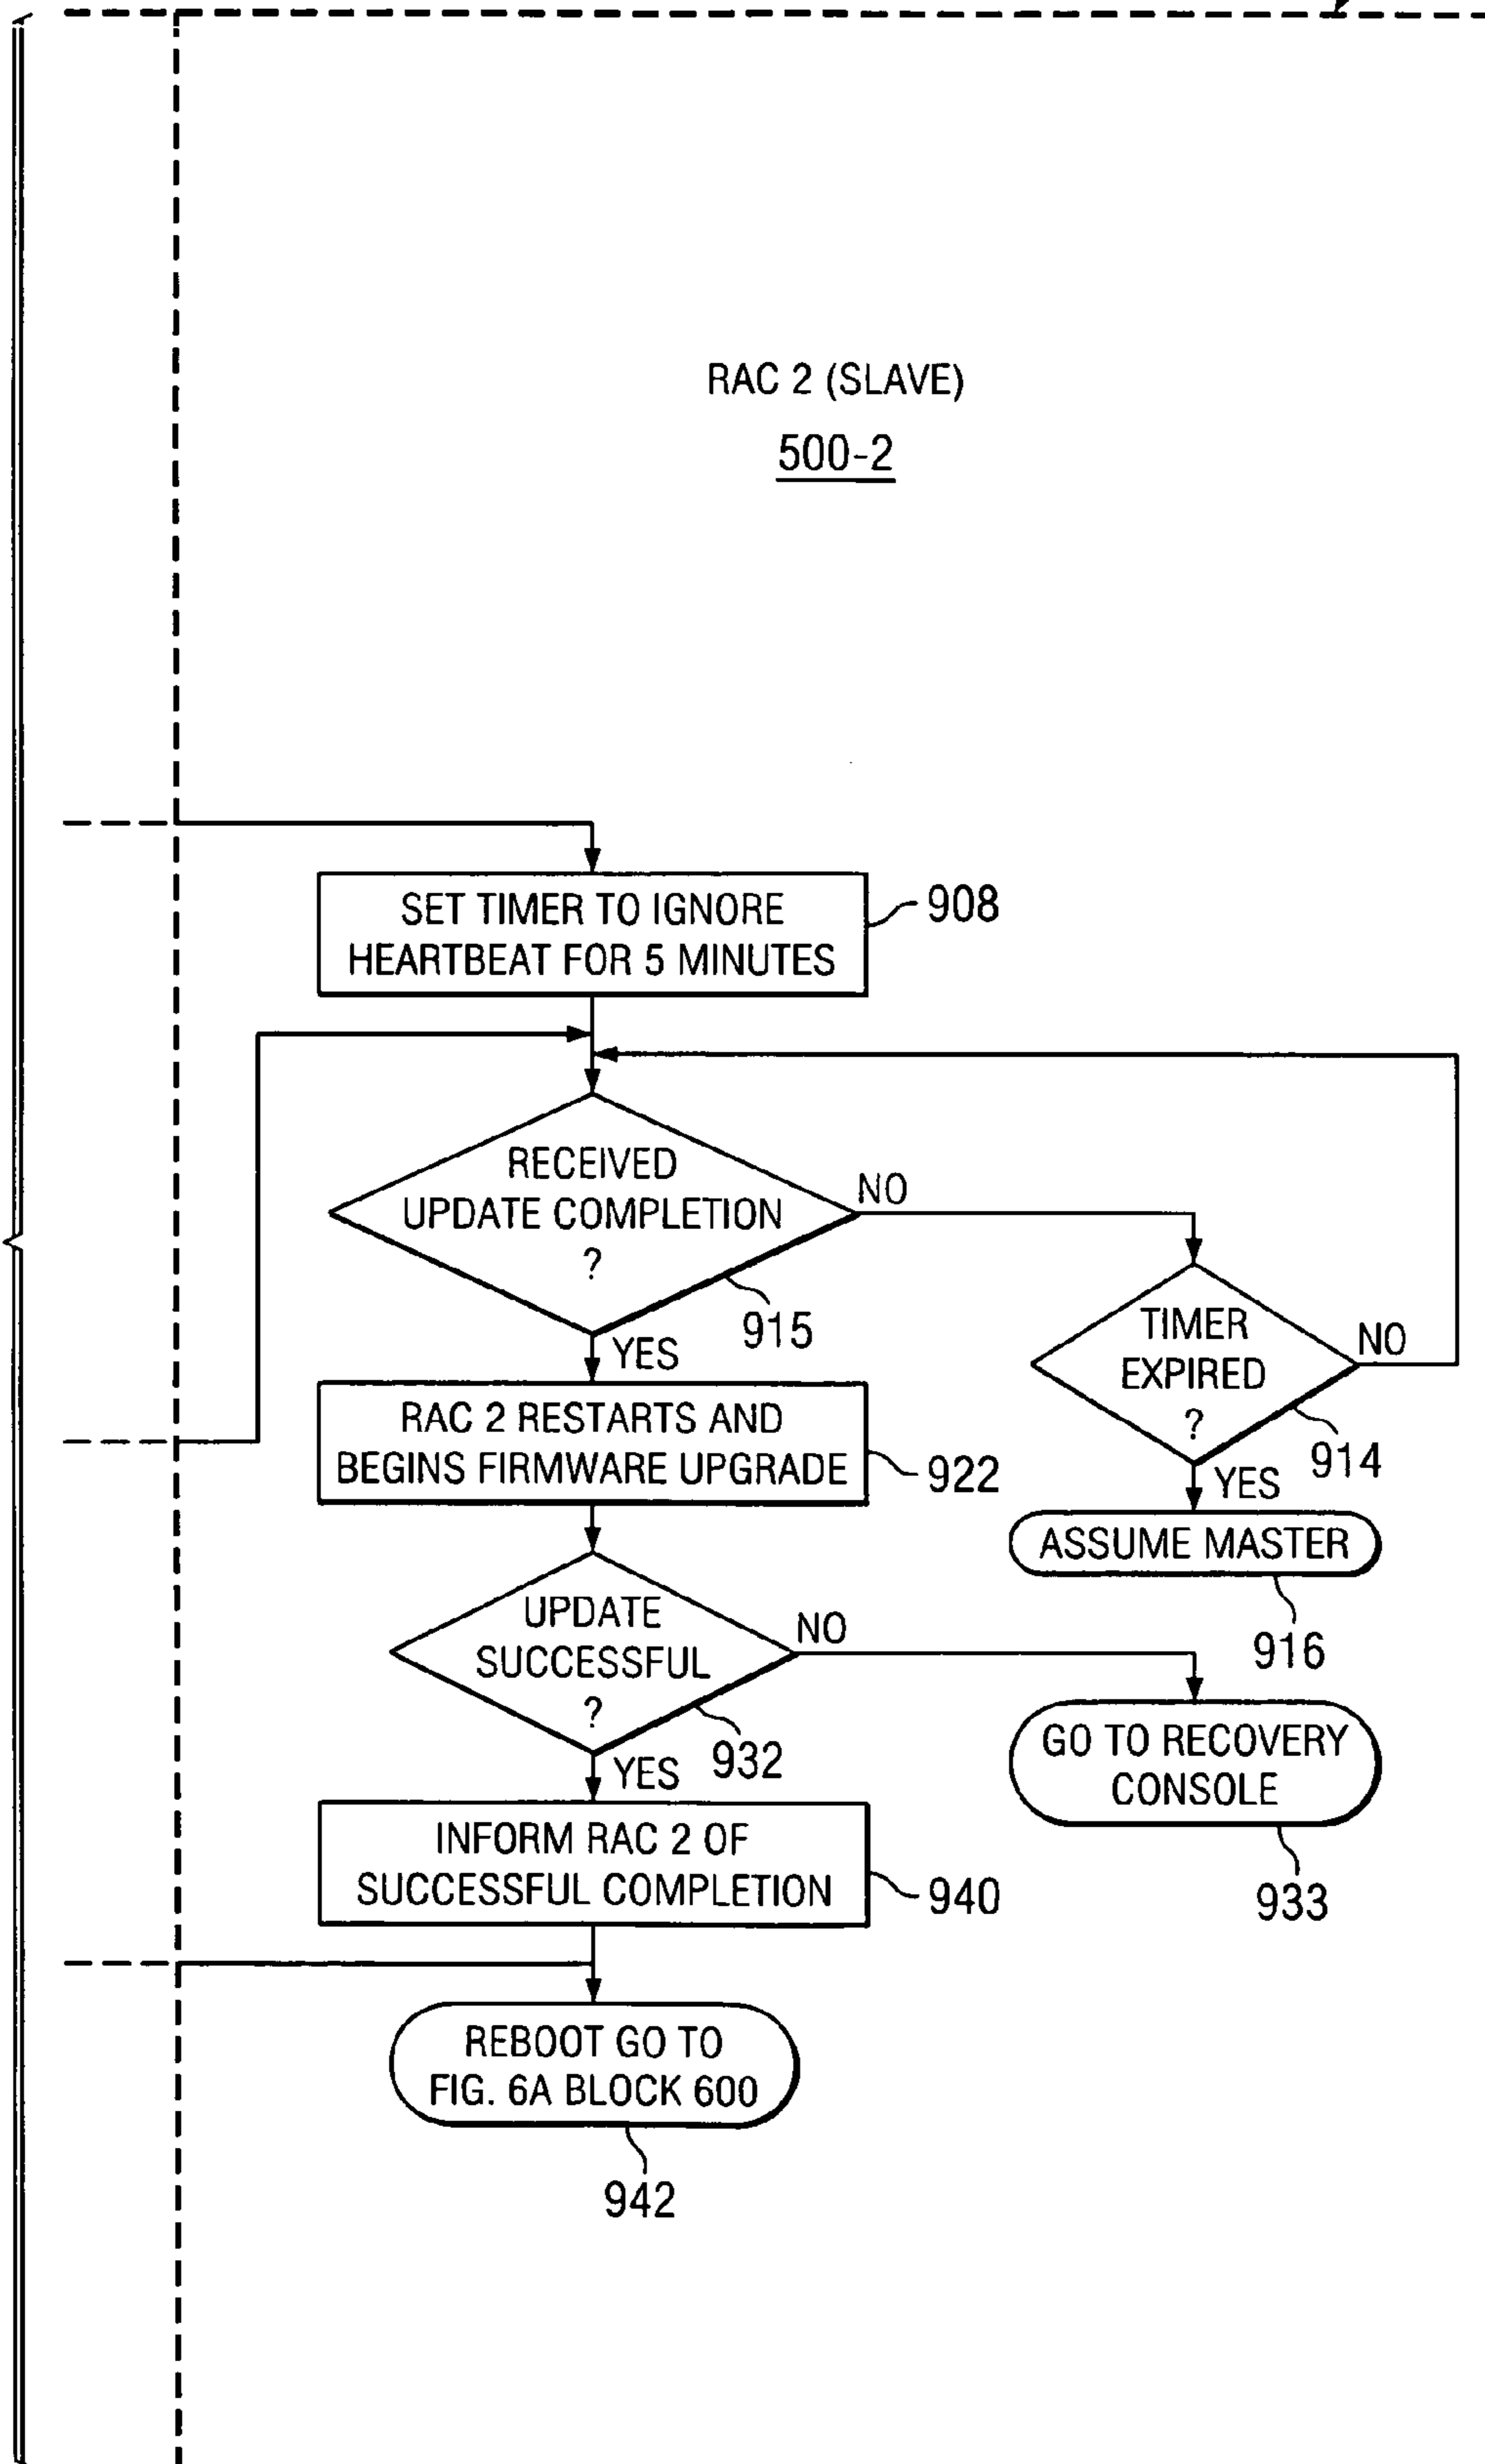 RAC 2 (SLAVE)
500-2
SET TIMER TO IGNORE
HEARTBEAT FOR 5 MINUTES
908
RECEIVED
UPDATE COMPLETION
?
NO
915
YES
TIMER
EXPIRED
?
NO
914
YES
RAC 2 RESTARTS AND
BEGINS FIRMWARE UPGRADE
922
ASSUME MASTER
916
UPDATE
SUCCESSFUL
?
NO
932
YES
GO TO RECOVERY
CONSOLE
933
INFORM RAC 2 OF
SUCCESSFUL COMPLETION
940
REBOOT GO TO
FIG. 6A BLOCK 600
942